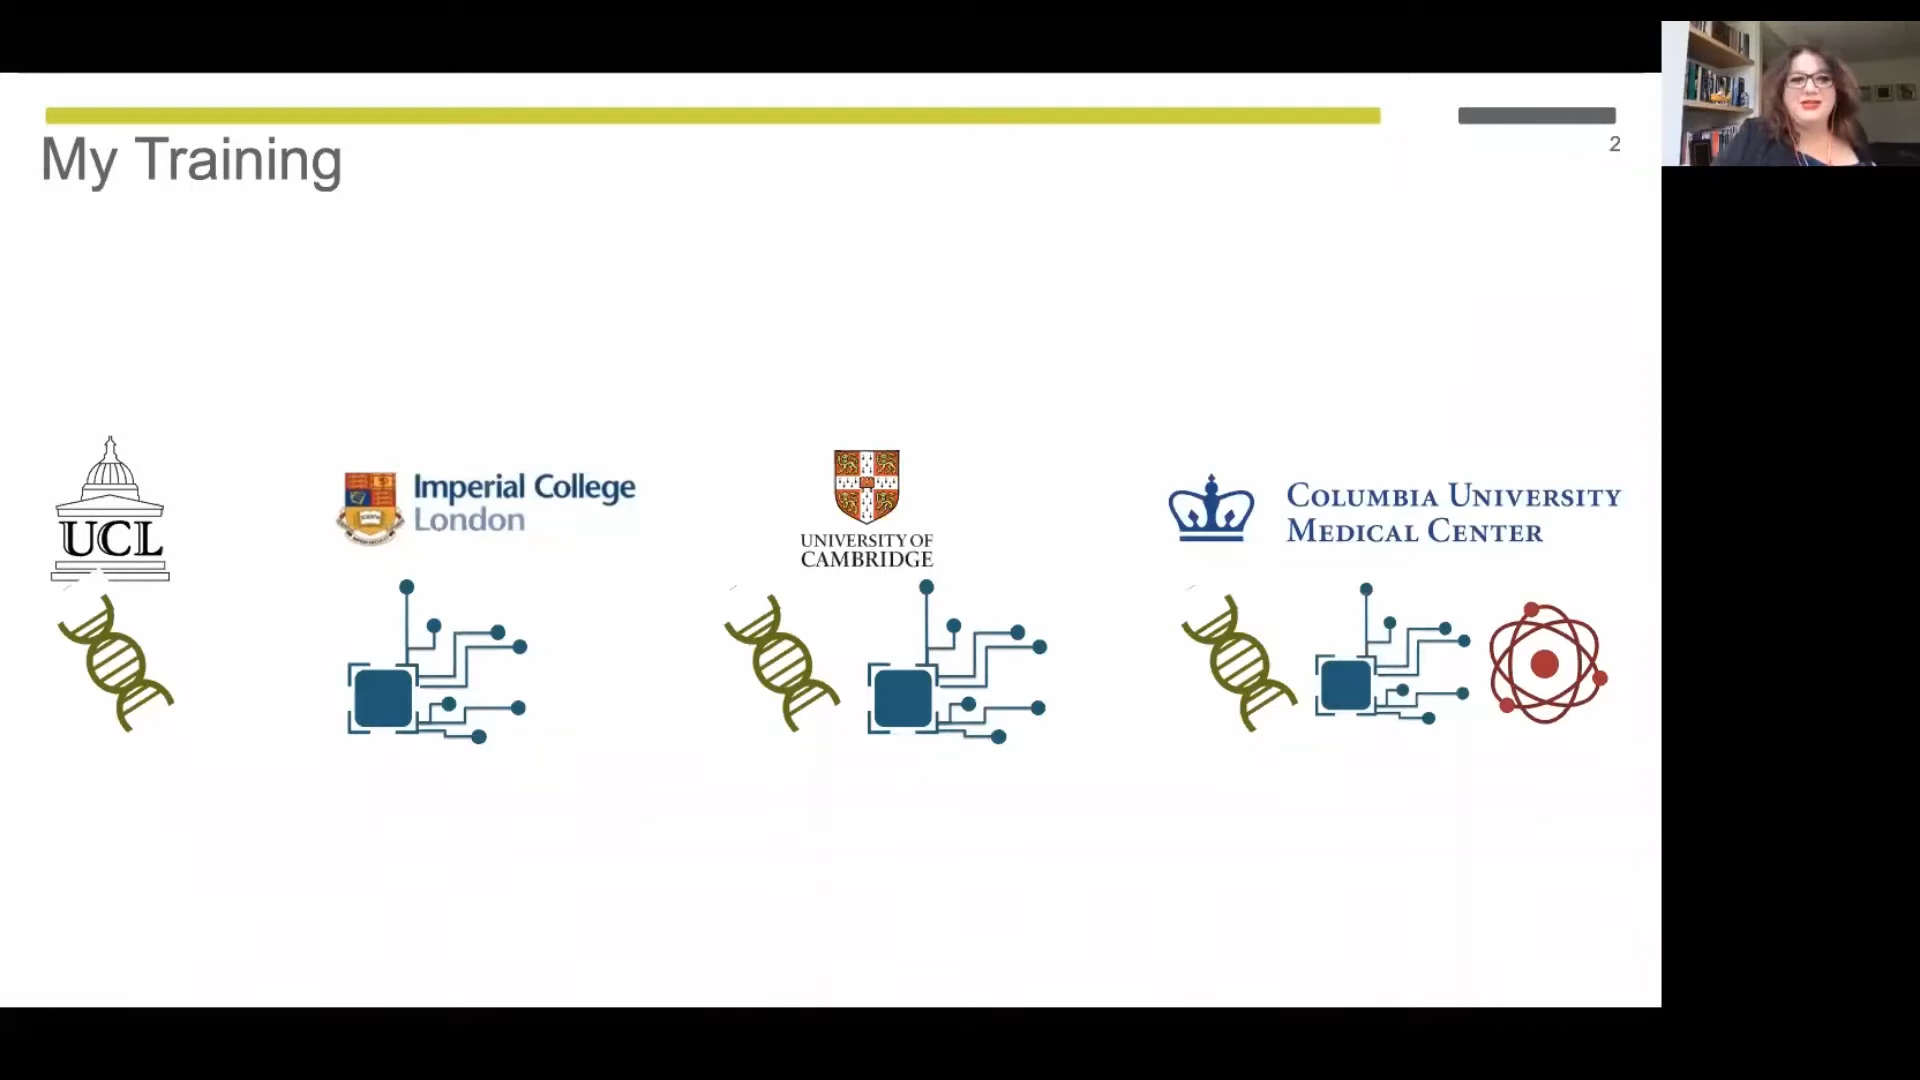 My Training
2
UCL
Imperial College
London
UNIVERSITY OF
CAMBRIDGE
COLUMBIA UNIVERSITY
MEDICAL CENTER